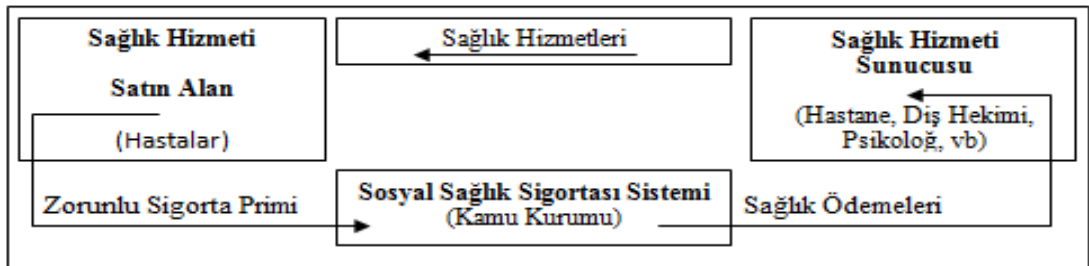 Sağlık Hizmeti
Satın Alan
(Hastalar)
Sağlık Hizmetleri
Sağlık Hizmeti
Sunucusu
(Hastane, Diş Hekimi,
Psikoloğ, vb)
Zorunlu Sigorta Primi
Sosyal Sağlık Sigortası Sistemi
(Kamu Kurumu)
Sağlık Ödemeleri